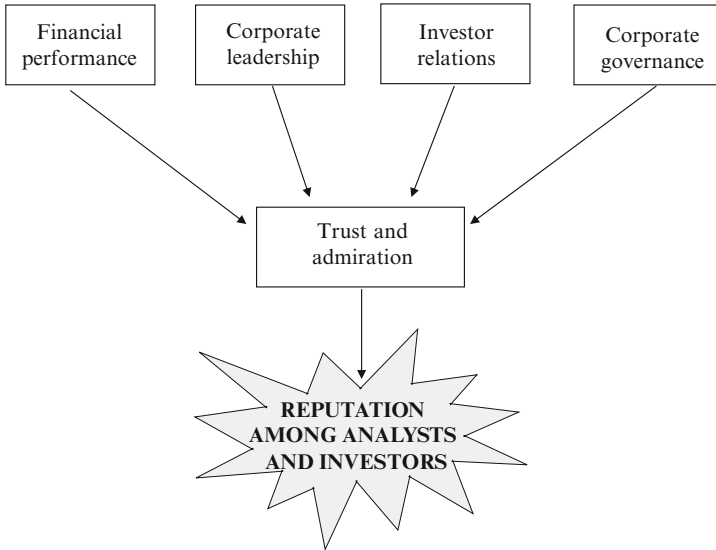 Financial
performance
Corporate
leadership
Investor
relations
Corporate
governance
Trust and
admiration
REPUTATION
AMONG ANALYSTS
AND INVESTORS